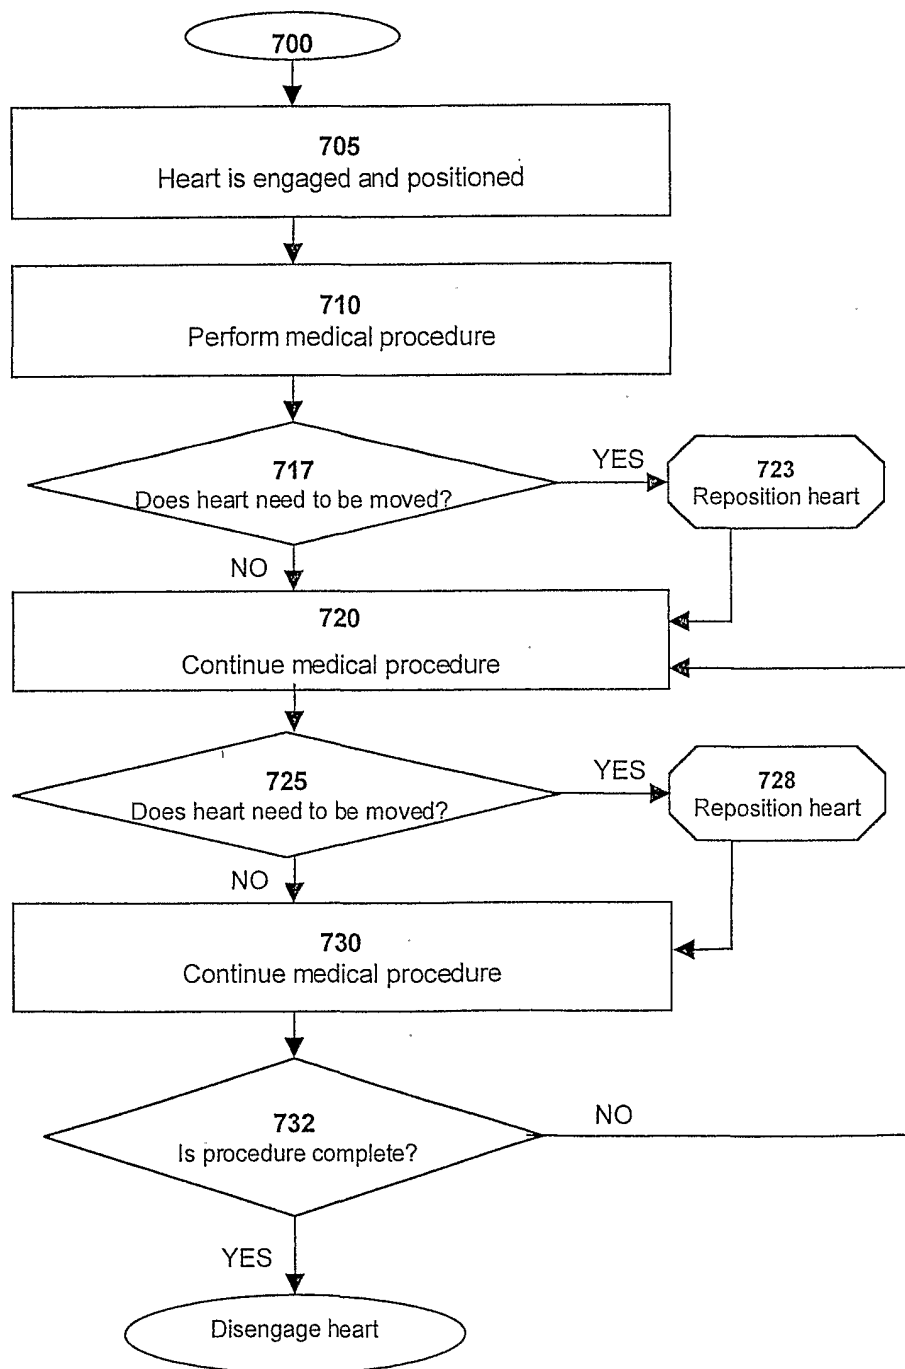 700
705
Heart is engaged and positioned
710
Perform medical procedure
717
Does heart need to be moved?
YES
723
Reposition heart
NO
720
Continue medical procedure
725
Does heart need to be moved?
YES
728
Reposition heart
NO
730
Continue medical procedure
732
Is procedure complete?
NO
YES
Disengage heart